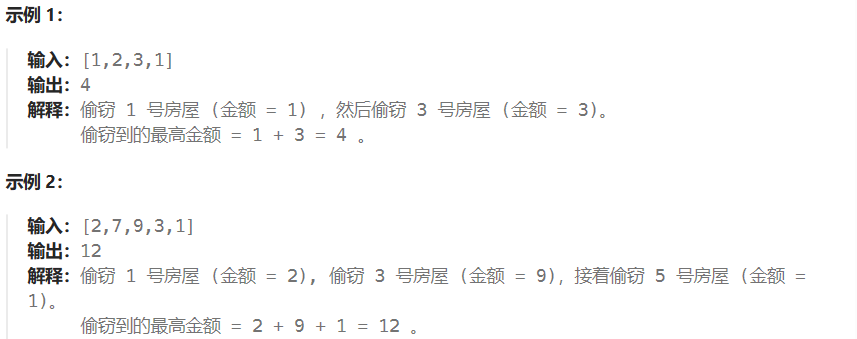 示例 1：
输入：[1,2,3,1]
输出：4
解释：偷窃 1 号房屋 (金额 = 1) ，然后偷窃 3 号房屋 (金额 = 3)。
偷窃到的最高金额 = 1 + 3 = 4 。
示例 2：
输入：[2,7,9,3,1]
输出：12
解释：偷窃 1 号房屋 (金额 = 2), 偷窃 3 号房屋 (金额 = 9)，接着偷窃 5 号房屋 (金额 =
1)。
偷窃到的最高金额 = 2 + 9 + 1 = 12 。